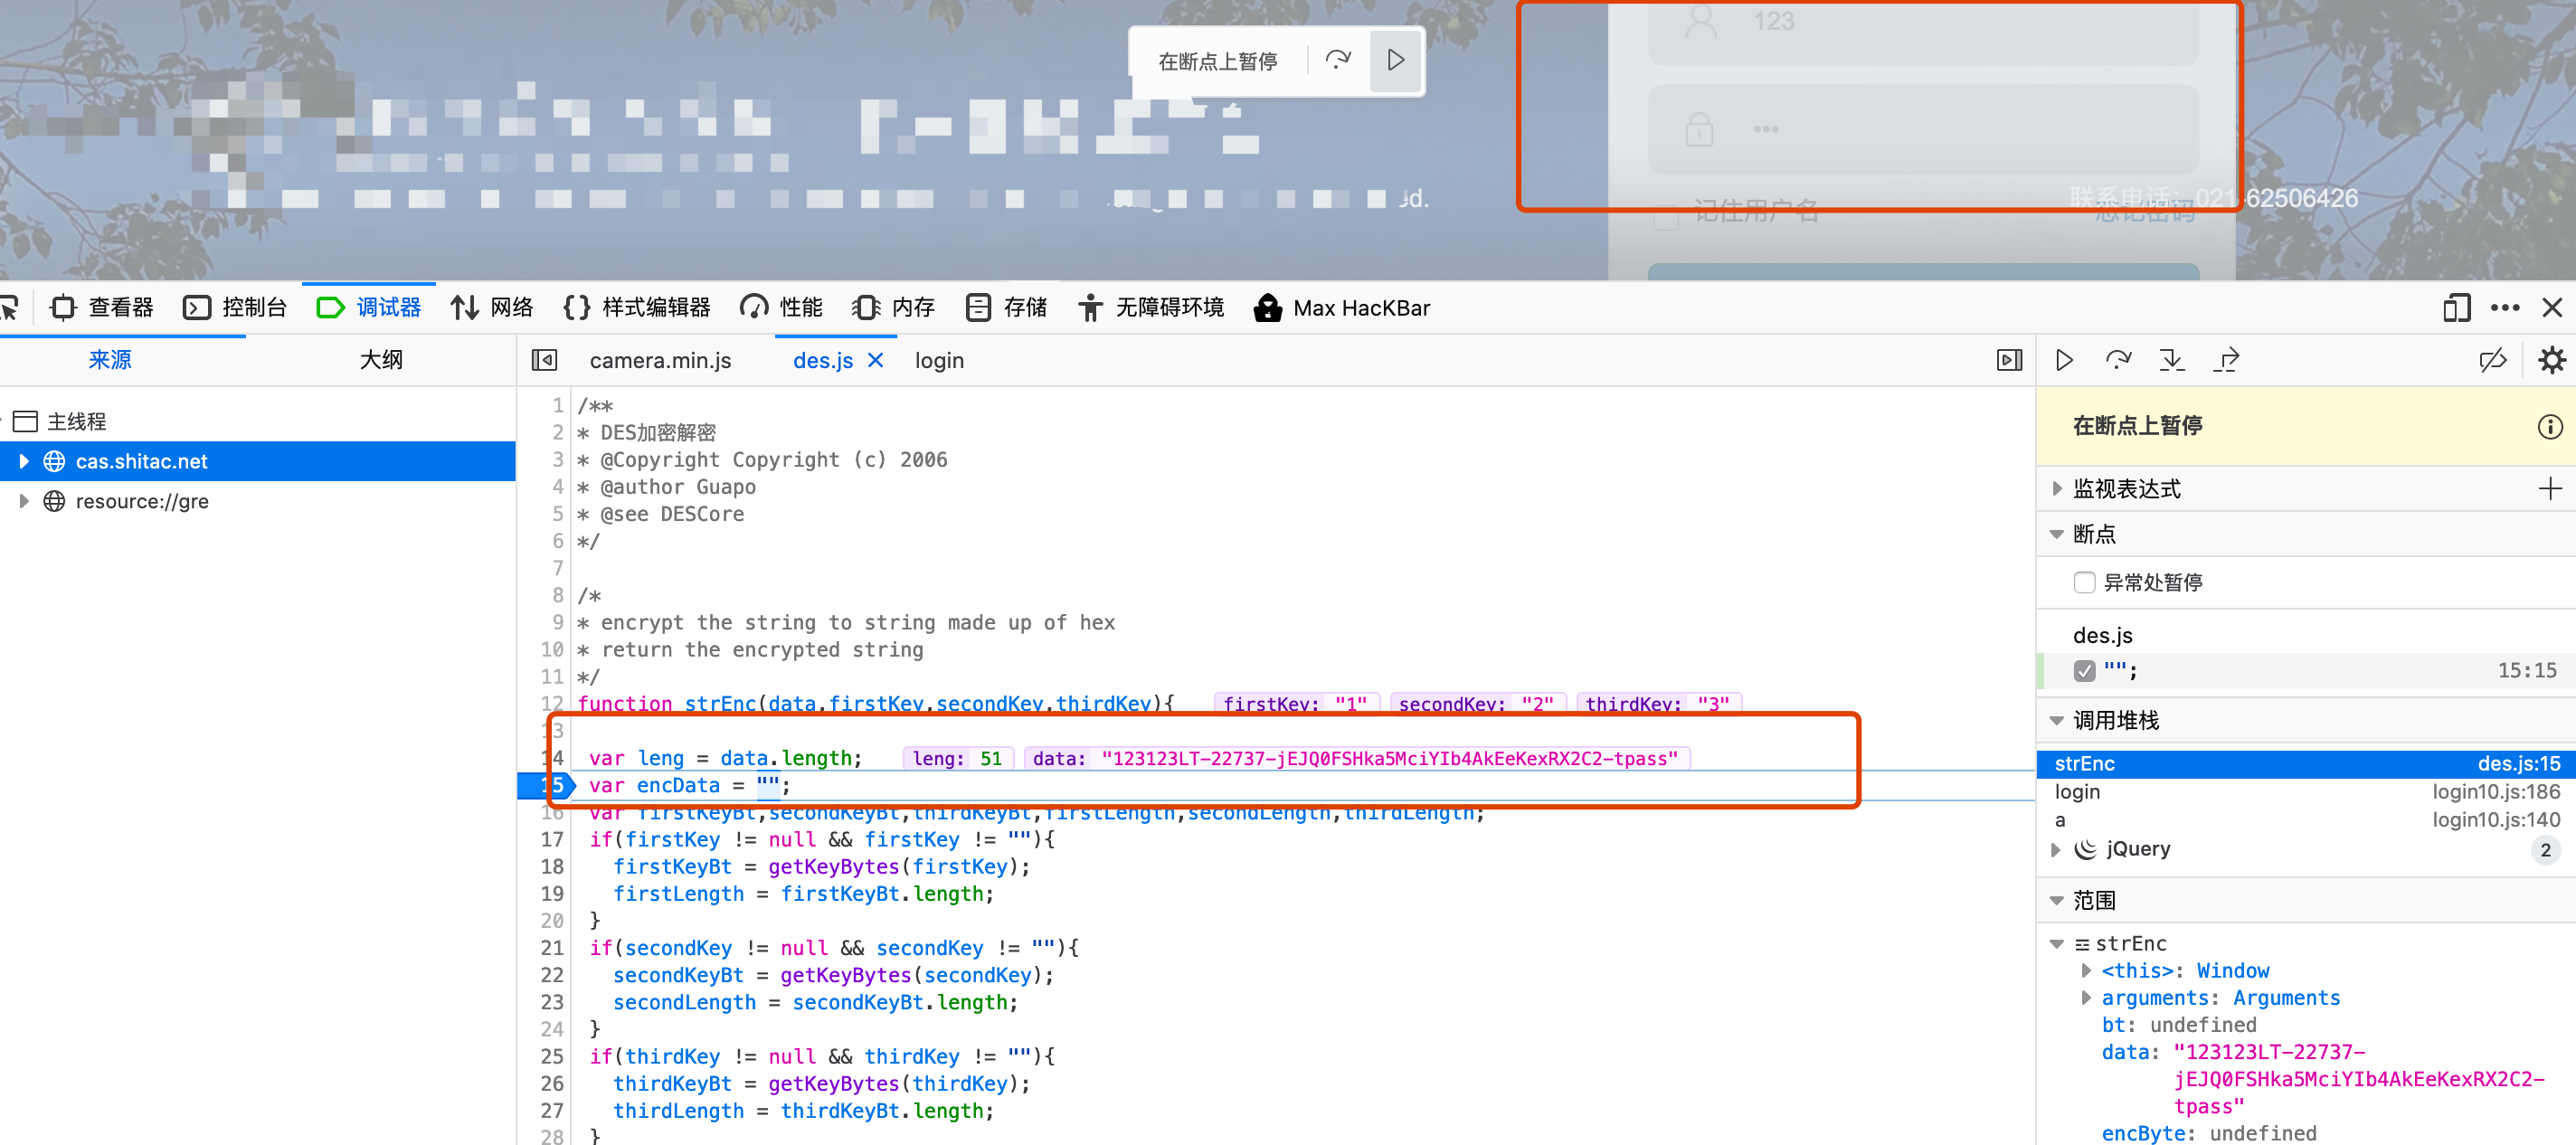 123
在断点上暂停
•••
d.
联系电话：021-62506426
记住用户名
忘记密码
查看器 控制台 调试器 网络 {} 样式编辑器 性能 内存 存储 无障碍环境 Max HacKBar
来源 大纲
camera.min.js des.js login
主线程
cas.shitac.net
resource://gre
1 /**
2 * DES加密解密
3 * @Copyright Copyright (c) 2006
4 * @author Guapo
5 * @see DESCore
6 */
7
8 /*
9 * encrypt the string to string made up of hex
10 * return the encrypted string
11 */
12 function strEnc(data,firstKey,secondKey,thirdKey){ firstKey: "1" secondKey: "2" thirdKey: "3"
13
14 var leng = data.length; leng: 51 data: "123123LT-22737-jEJQ0FSHka5MciYIb4AkEeKexRX2C2-tpass"
15 var encData = "";
16 var firstKeyBt,secondKeyBt,thirdKeyBt,firstLength,secondLength,thirdLength;
17 if(firstKey != null && firstKey != ""){
18 firstKeyBt = getKeyBytes(firstKey);
19 firstLength = firstKeyBt.length;
20 }
21 if(secondKey != null && secondKey != ""){
22 secondKeyBt = getKeyBytes(secondKey);
23 secondLength = secondKeyBt.length;
24 }
25 if(thirdKey != null && thirdKey != ""){
26 thirdKeyBt = getKeyBytes(thirdKey);
27 thirdLength = thirdKeyBt.length;
28 }
在断点上暂停
监视表达式
断点
异常处暂停
des.js
""; 15:15
调用堆栈
strEnc des.js:15
login login10.js:186
a login10.js:140
jQuery 2
范围
strEnc
<this>: Window
arguments: Arguments
bt: undefined
data: "123123LT-22737-
jEJQ0FSHka5MciYIb4AkEeKexRX2C2-
tpass"
encByte: undefined